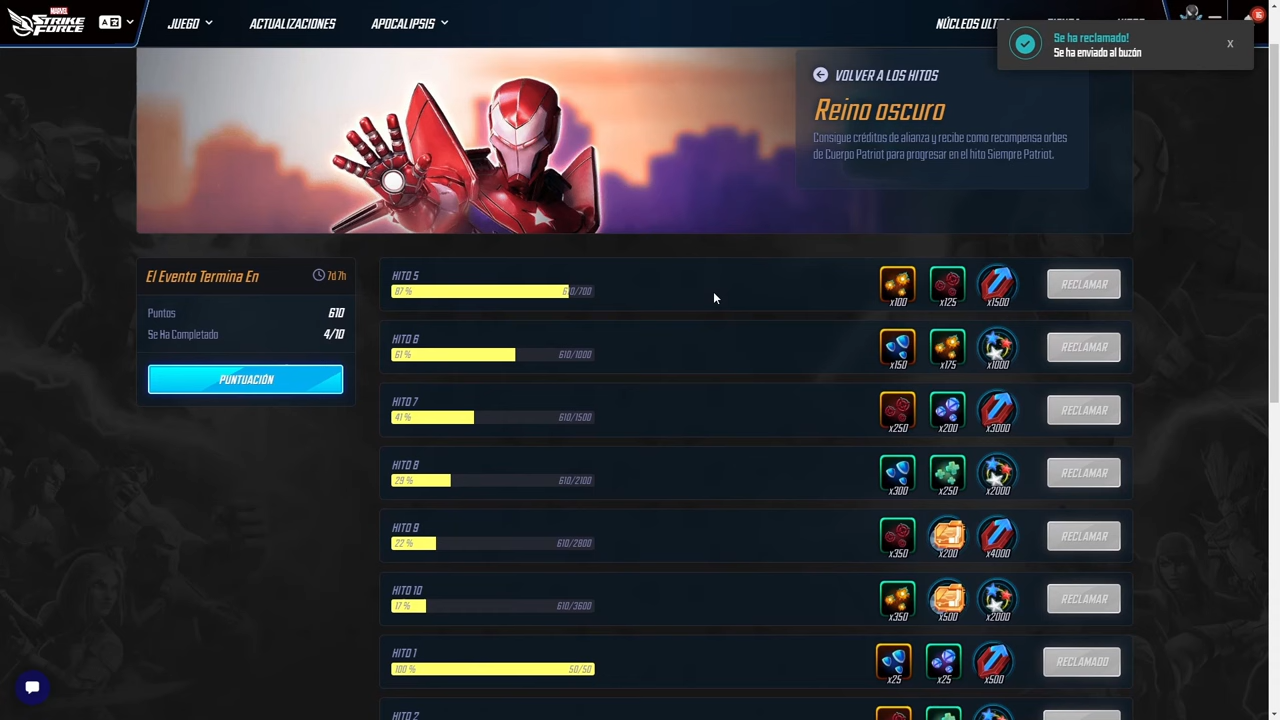 MARVEL
STRIKE
FORCE
JUEGO
ACTUALIZACIONES
APOCALIPSIS
NÚCLEOS
Se ha reclamado!
Se ha enviado al buzón
X
VOLVER A LOS HITOS
Reino oscuro
Consigue créditos de alianza y recibe como recompensa orbes
de Cuerpo Patriot para progresar en el hito Siempre Patriot.
El Evento Termina En
7d 7h
Puntos
610
Se Ha Completado
4/10
PUNTUACIÓN
HITO 5
87 %
610/700
x100
x125
x1500
RECLAMAR
HITO 6
61 %
610/1000
x150
x175
x1000
RECLAMAR
HITO 7
41 %
610/1500
x250
x200
x3000
RECLAMAR
HITO 8
29 %
610/2100
x300
x250
x2000
RECLAMAR
HITO 9
22 %
610/2800
x350
x200
x4000
RECLAMAR
HITO 10
17 %
610/3600
x350
x500
x2000
RECLAMAR
HITO 1
100 %
50/50
x25
x25
x500
RECLAMADO
HITO 2